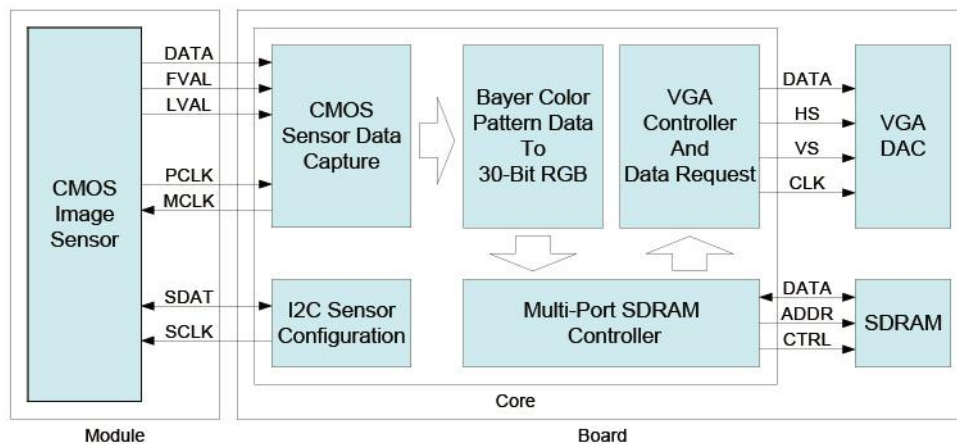 DATA
FVAL
LVAL
PCLK
MCLK
SDAT
SCLK
CMOS
Image
Sensor
CMOS
Sensor Data
Capture
Bayer Color
Pattern Data
To
30-Bit RGB
VGA
Controller
And
Data Request
DATA
HS
VS
CLK
VGA
DAC
I2C Sensor
Configuration
Multi-Port SDRAM
Controller
DATA
ADDR
CTRL
SDRAM
Core
Module
Board